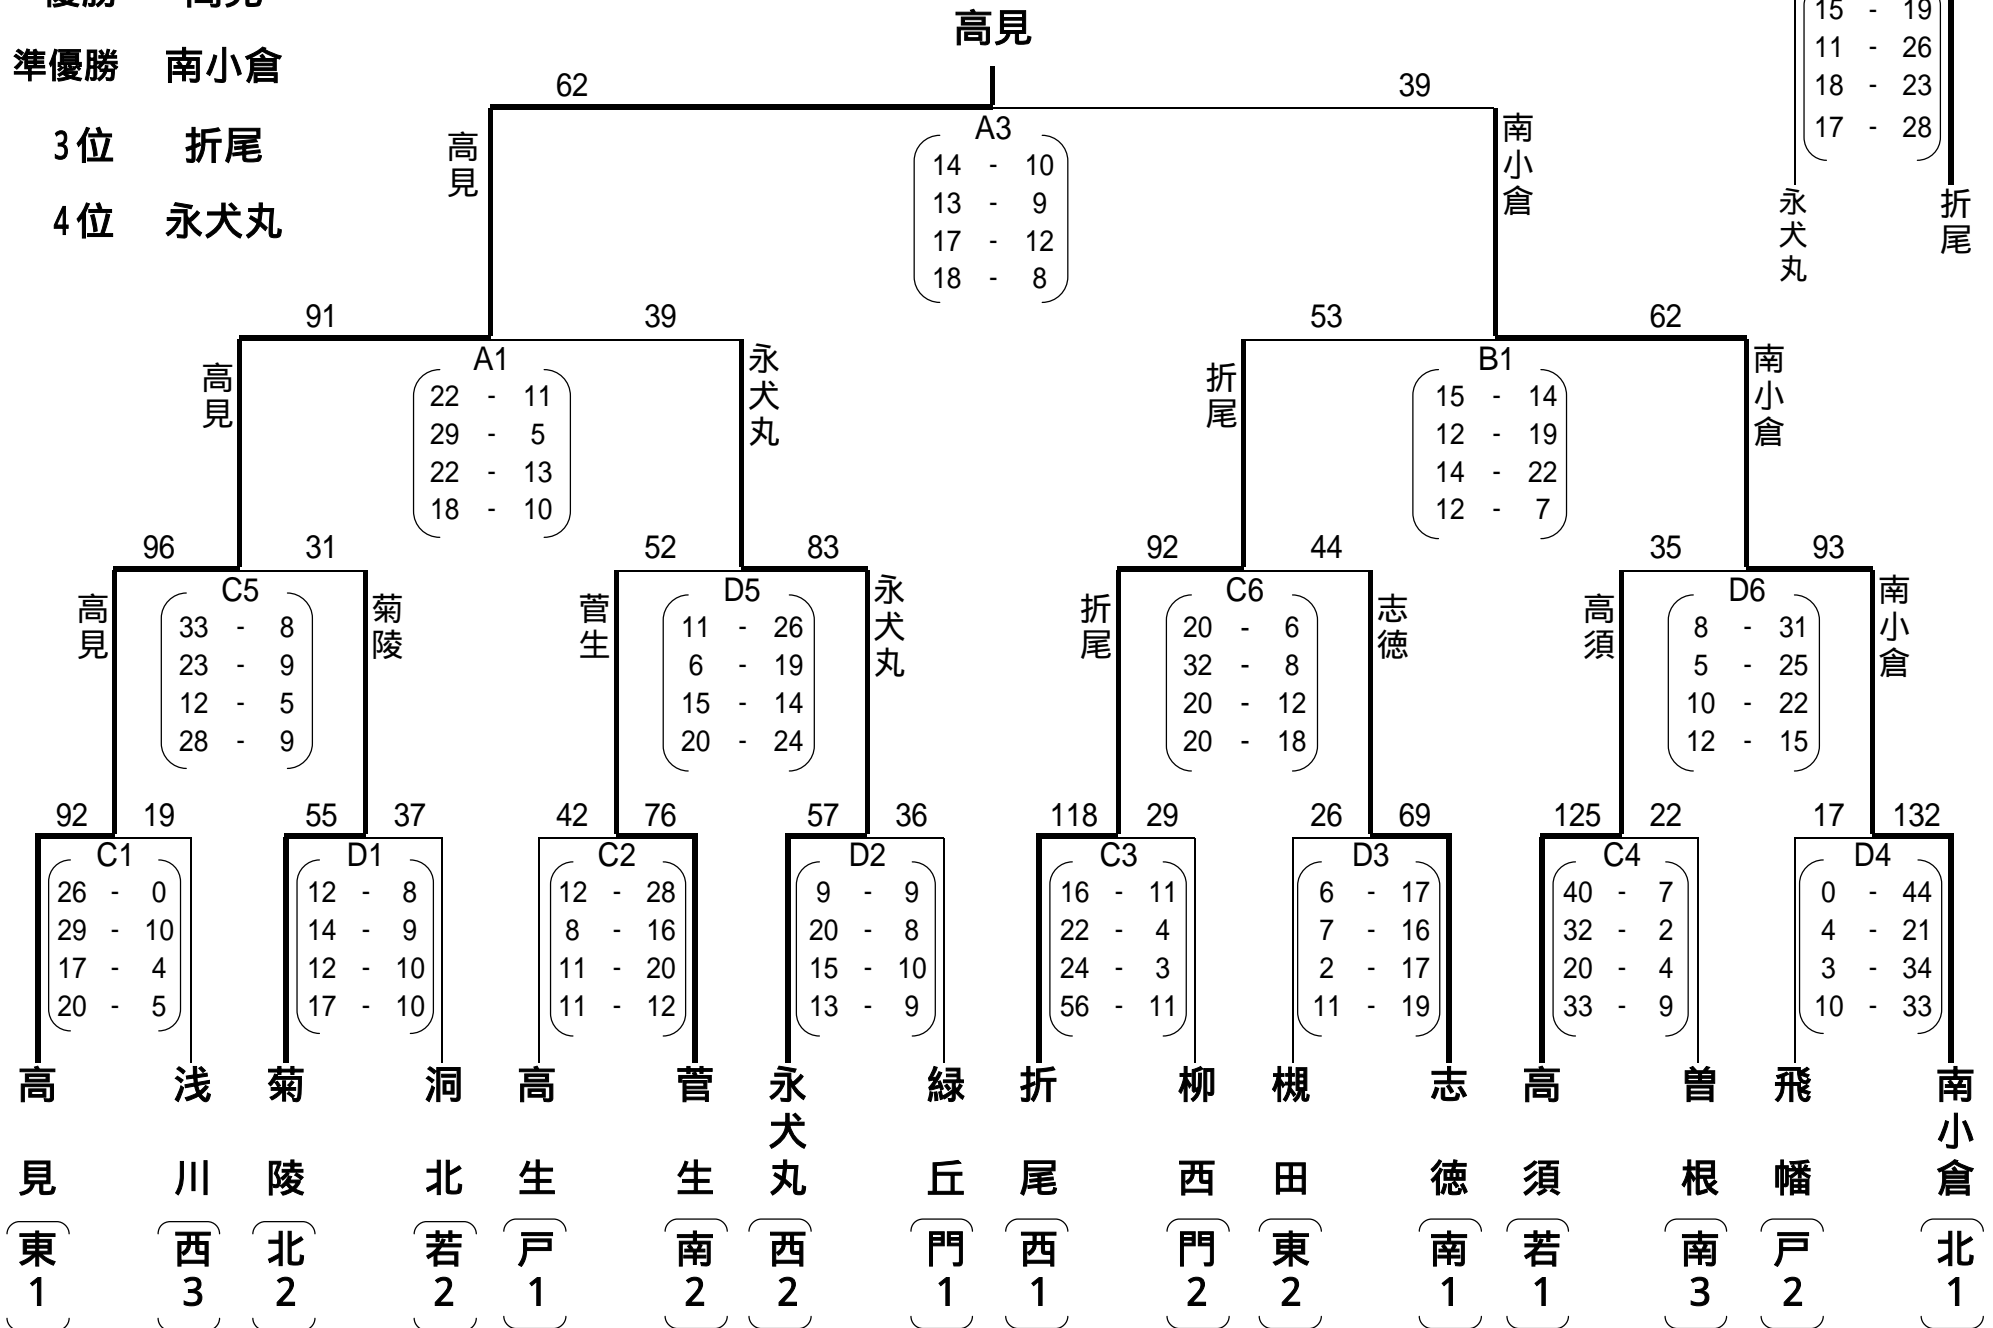 優勝 高見
準優勝 南小倉
3位 折尾
4位 永犬丸
高見
15 - 19
11 - 26
18 - 23
17 - 28
永犬丸
折尾
62 39
高見
南小倉
A3
14 - 10
13 - 9
17 - 12
18 - 8
91 39
高見
永犬丸
A1
22 - 11
29 - 5
22 - 13
18 - 10
53 62
折尾
南小倉
B1
15 - 14
12 - 19
14 - 22
12 - 7
96 31
高見
菊陵
C5
33 - 8
23 - 9
12 - 5
28 - 9
52 83
菅生
永犬丸
D5
11 - 26
6 - 19
15 - 14
20 - 24
92 44
折尾
志徳
C6
20 - 6
32 - 8
20 - 12
20 - 18
35 93
高須
南小倉
D6
8 - 31
5 - 25
10 - 22
12 - 15
92 19
C1
26 - 0
29 - 10
17 - 4
20 - 5
55 37
D1
12 - 8
14 - 9
12 - 10
17 - 10
42 76
C2
12 - 28
8 - 16
11 - 20
11 - 12
57 36
D2
9 - 9
20 - 8
15 - 10
13 - 9
118 29
C3
16 - 11
22 - 4
24 - 3
56 - 11
26 69
D3
6 - 17
7 - 16
2 - 17
11 - 19
125 22
C4
40 - 7
32 - 2
20 - 4
33 - 9
17 132
D4
0 - 44
4 - 21
3 - 34
10 - 33
高見
東1
浅川
西3
菊陵
北2
洞北
若2
高生
戸1
菅生
南2
永犬丸
西2
緑丘
門1
折尾
西1
柳西
門2
槻田
東2
志徳
南1
高須
若1
曽根
南3
飛幡
戸2
南小倉
北1